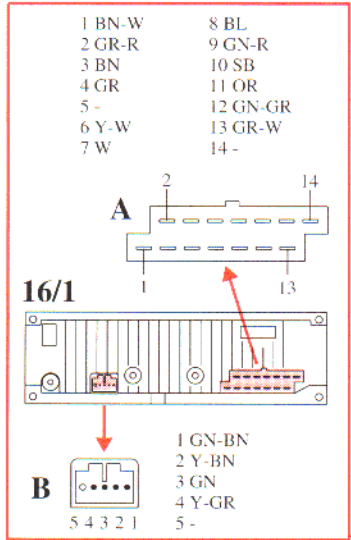 1 BN-W 8 BL
2 GR-R 9 GN-R
3 BN 10 SB
4 GR 11 OR
5 - 12 GN-GR
6 Y-W 13 GR-W
7 W 14 -
2 14
A
1 13
16/1
1 GN-BN
2 Y-BN
B 3 GN
4 Y-GR
5 4 3 2 1 5 -